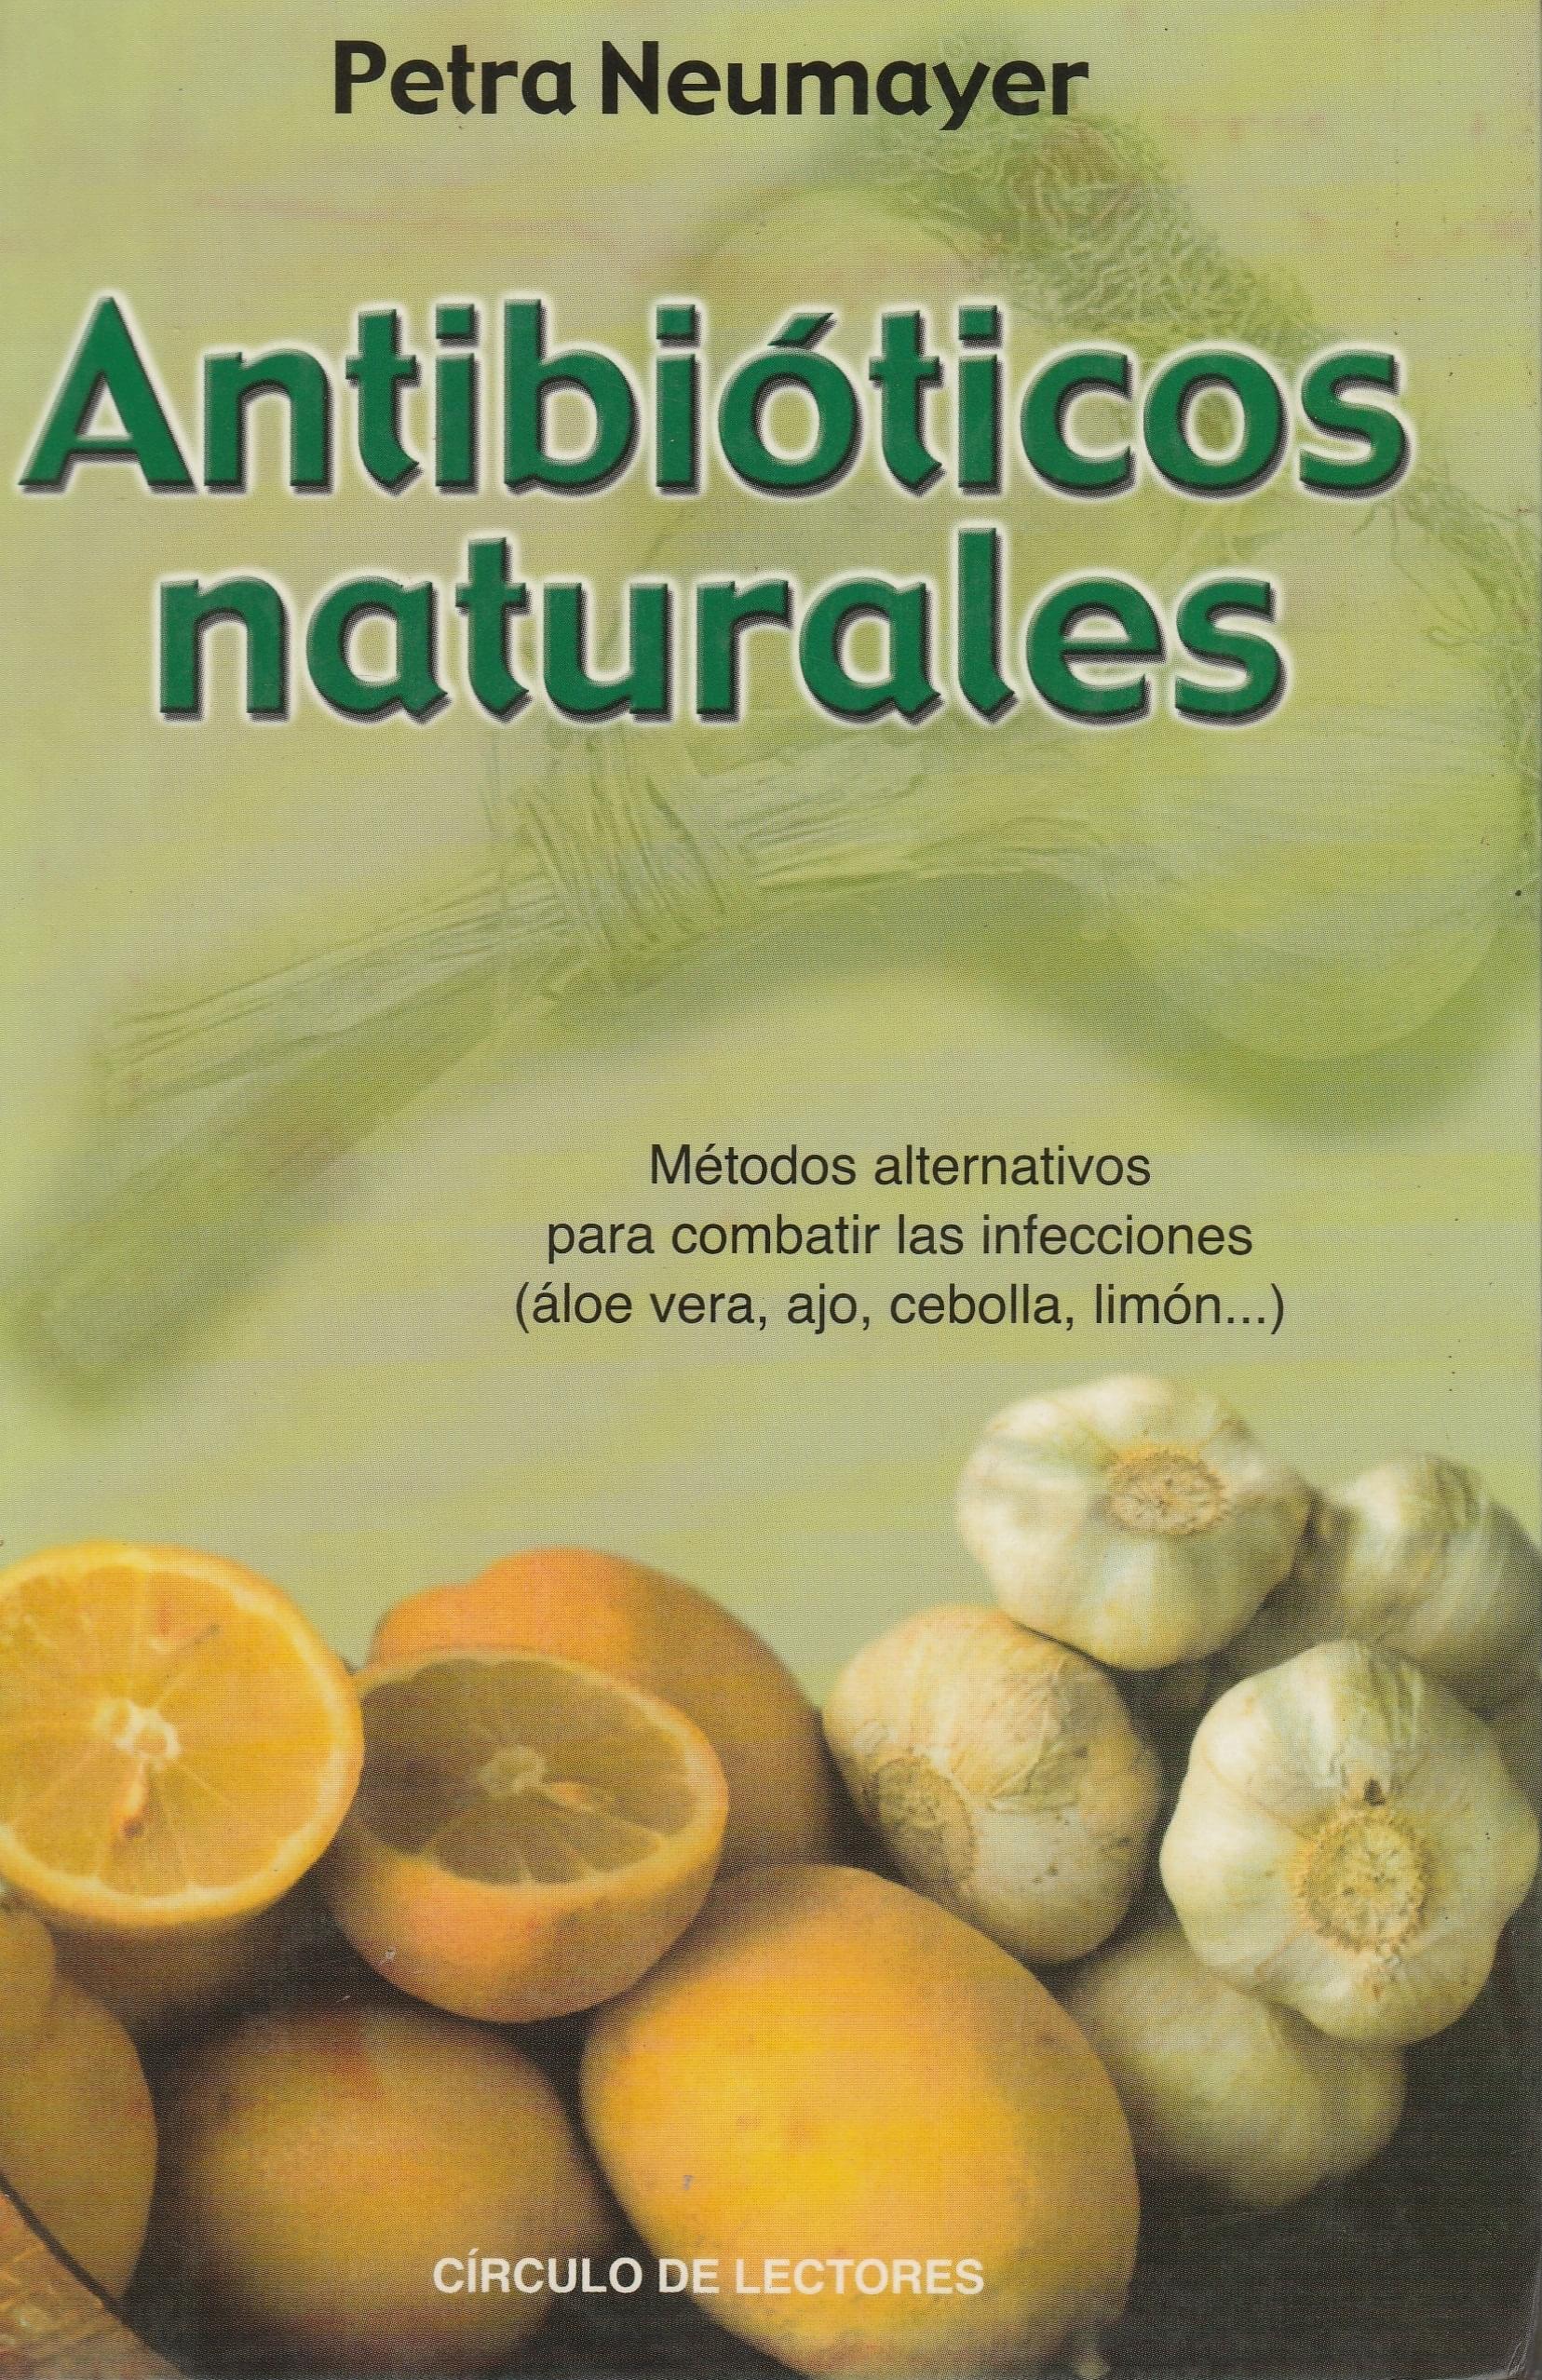 Petra Neumayer
Antibióticos
naturales
Métodos alternativos
para combatir las infecciones
(áloe vera, ajo, cebolla, limón...)
CÍRCULO DE LECTORES